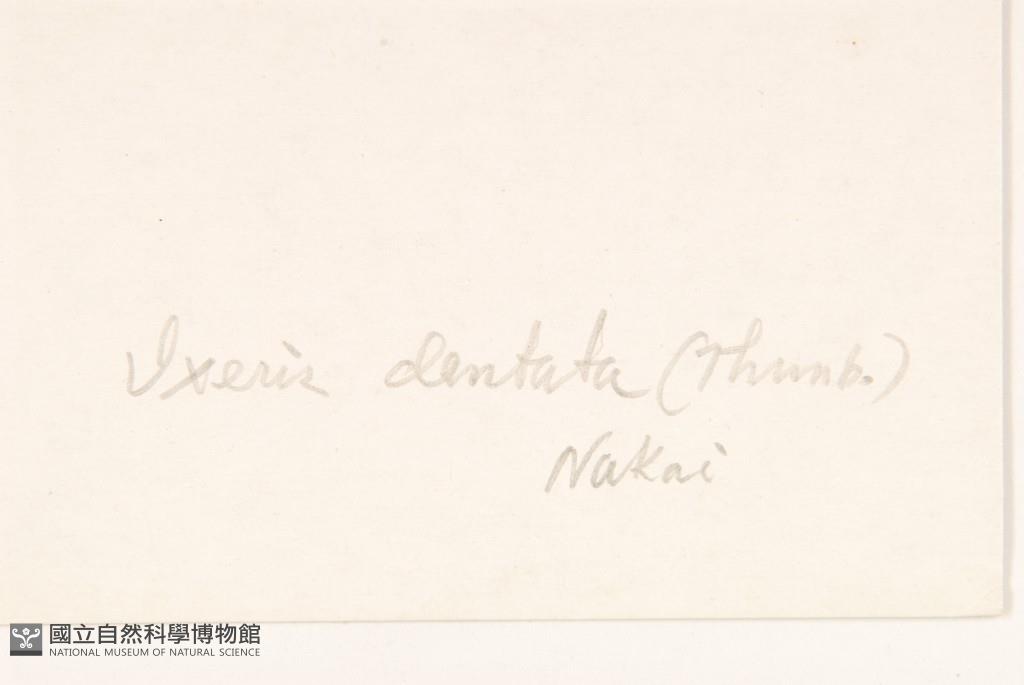 Ixeris dentata (Thunb.)
Nakai
國立自然科學博物館
NATIONAL MUSEUM OF NATURAL SCIENCE